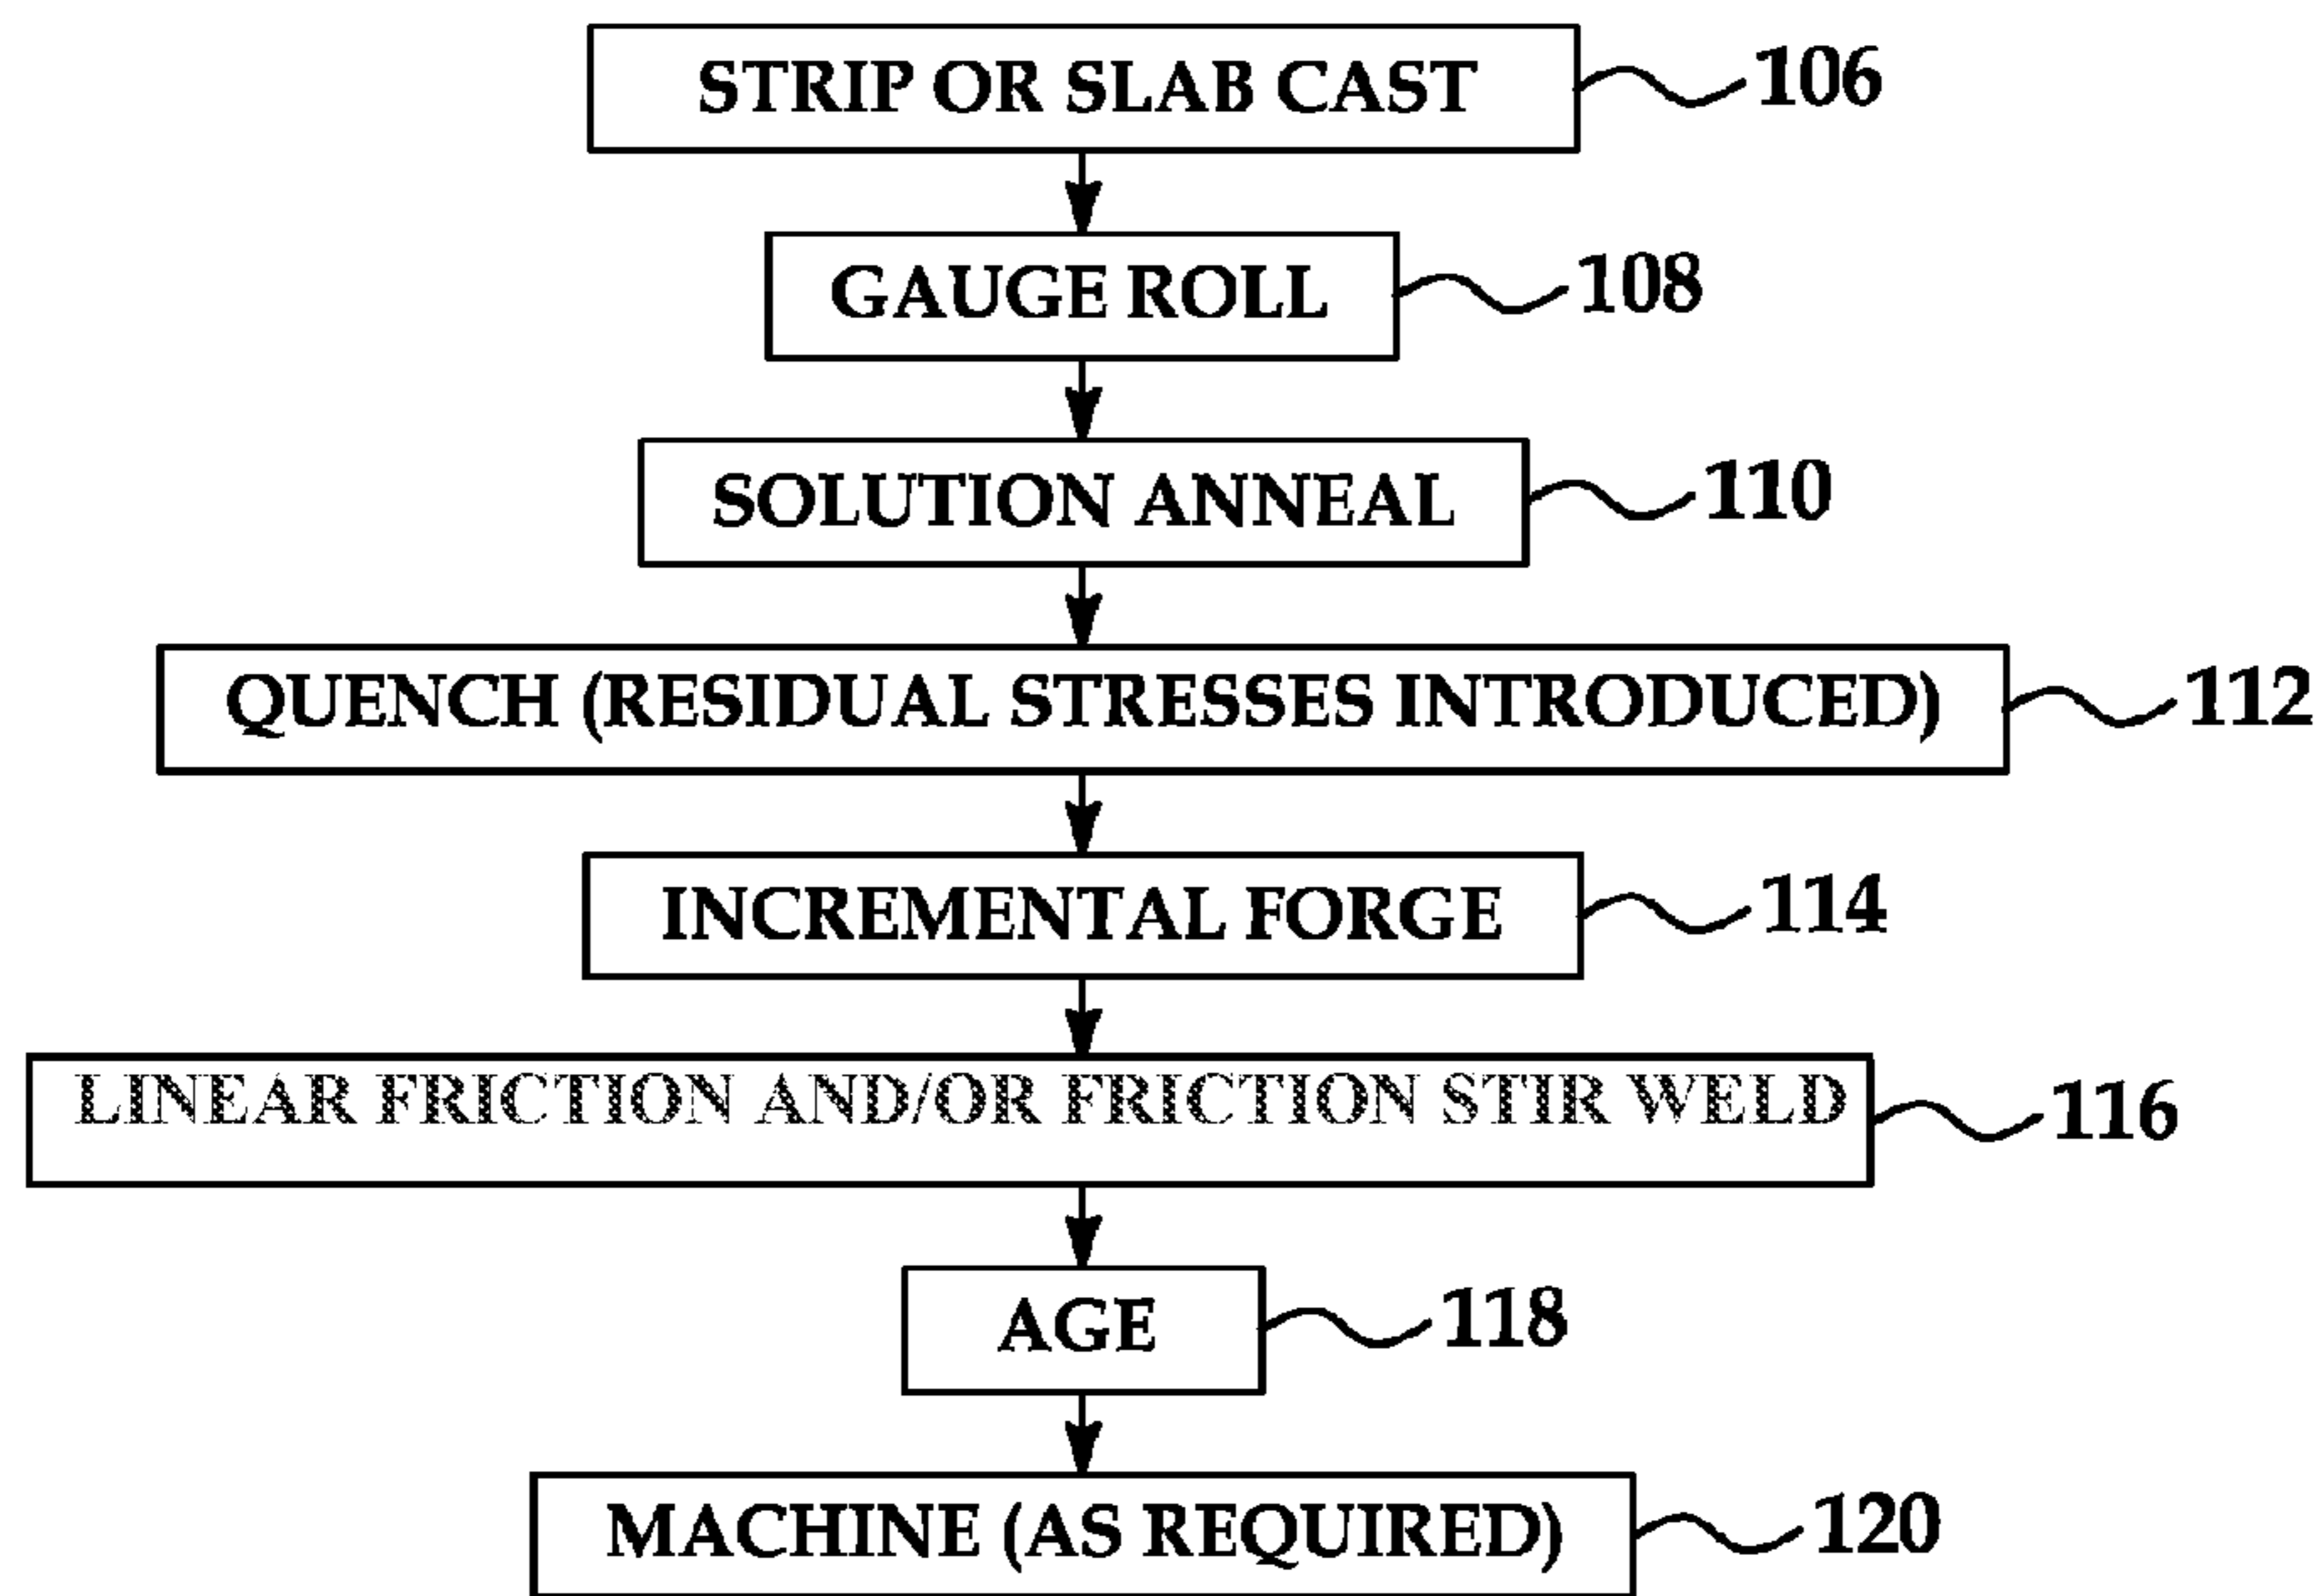 STRIP OR SLAB CAST 106
GAUGE ROLL 108
SOLUTION ANNEAL 110
QUENCH (RESIDUAL STRESSES INTRODUCED) 112
INCREMENTAL FORGE 114
LINEAR FRICTION AND/OR FRICTION STIR WELD 116
AGE 118
MACHINE (AS REQUIRED) 120